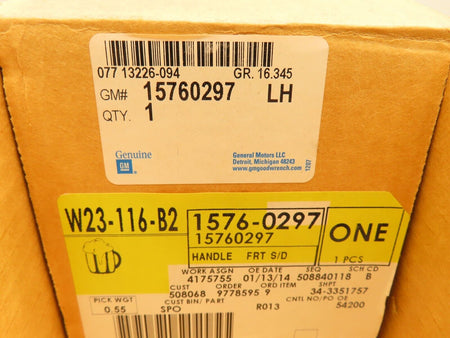 077 13226-094 GR. 16.345
GM# 15760297 LH
QTY. 1
Genuine
GM
General Motors LLC
Detroit, Michigan 48243
www.gmgoodwrench.com
1207
W23-116-B2
1576-0297
15760297
HANDLE FRT S/D
ONE
1 PCS
WORK ASGN OE DATE SEQ SCH CD
4175755 01/13/14 508840118 B
CUST ORDER ORD ITEM SHPT
508068 9778595 9 34-3351757
PICK WGT CUST BIN/PART CNTL NO/PO OE
0.55 SPO R013 54200